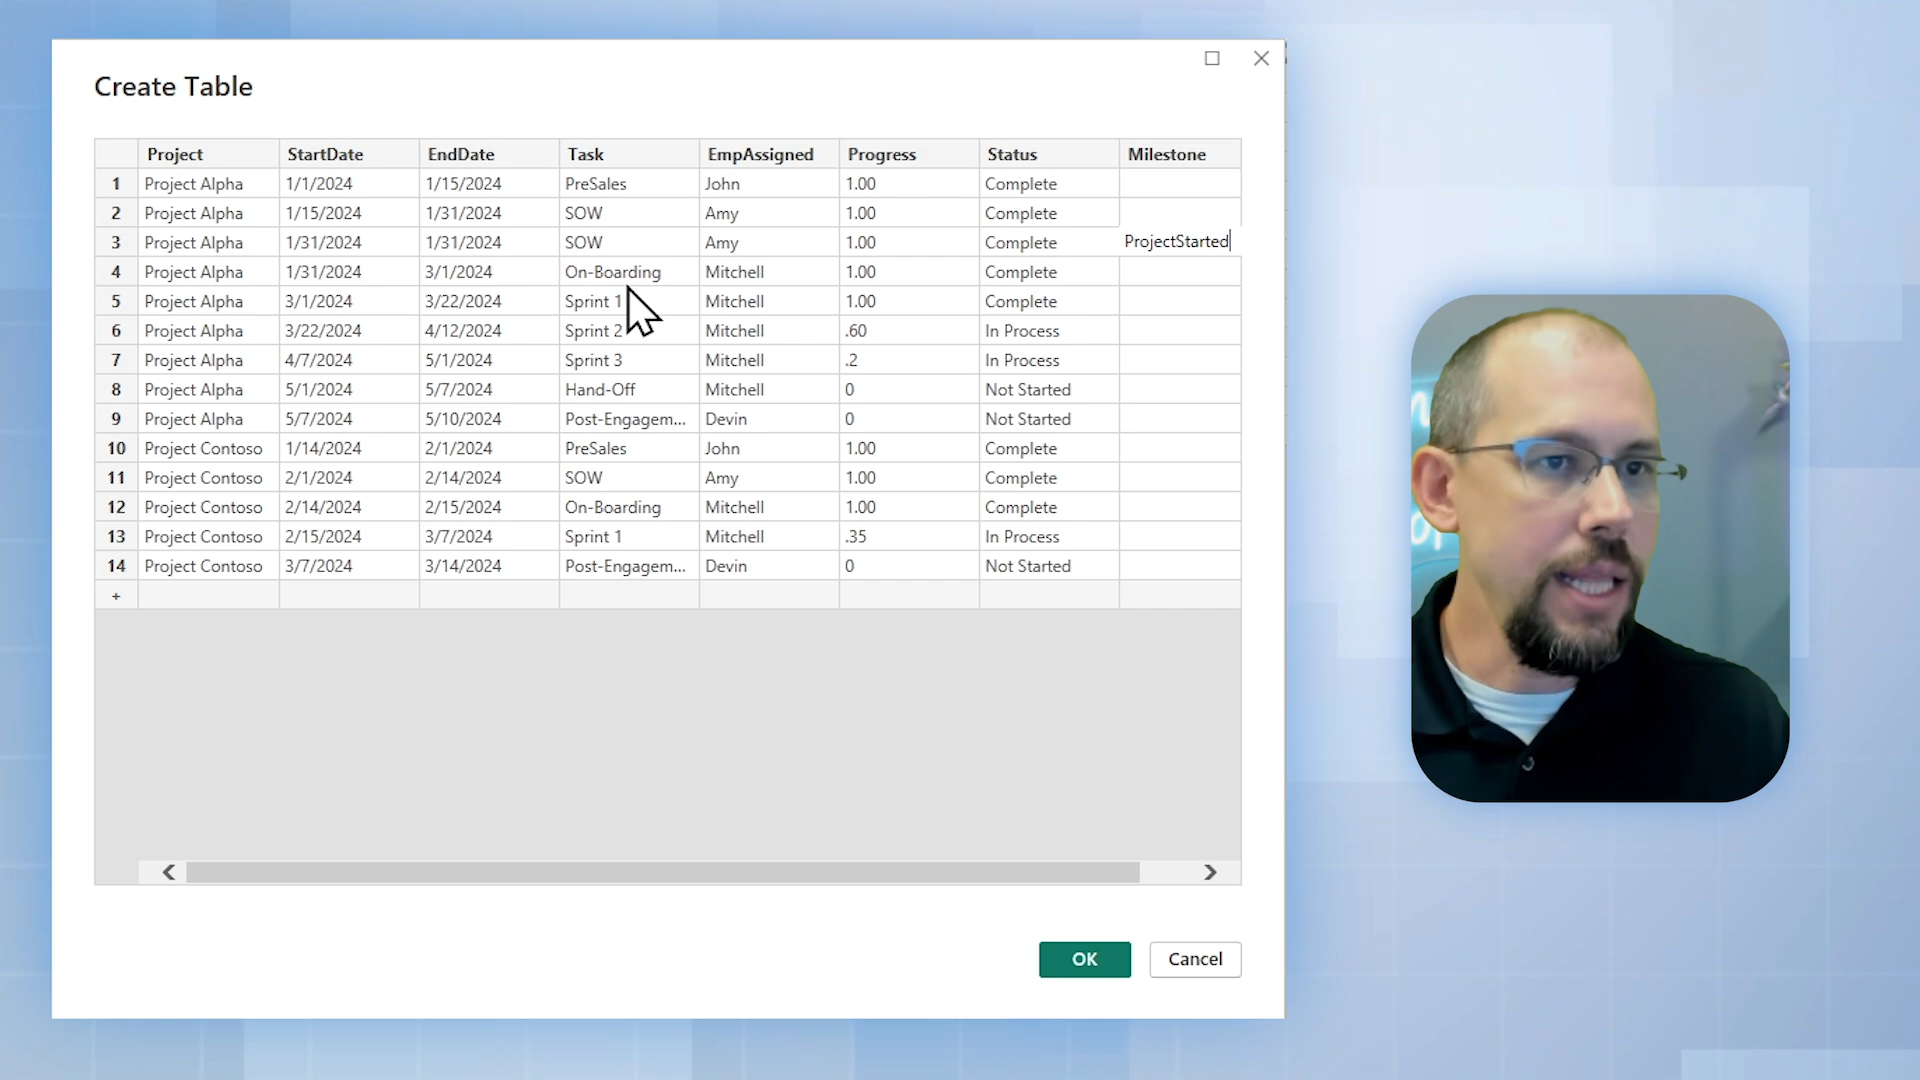 Create Table
Project StartDate EndDate Task EmpAssigned Progress Status Milestone
1 Project Alpha 1/1/2024 1/15/2024 PreSales John 1.00 Complete
2 Project Alpha 1/15/2024 1/31/2024 SOW Amy 1.00 Complete
3 Project Alpha 1/31/2024 1/31/2024 SOW Amy 1.00 Complete ProjectStarted
4 Project Alpha 1/31/2024 3/1/2024 On-Boarding Mitchell 1.00 Complete
5 Project Alpha 3/1/2024 3/22/2024 Sprint 1 Mitchell 1.00 Complete
6 Project Alpha 3/22/2024 4/12/2024 Sprint 2 Mitchell .60 In Process
7 Project Alpha 4/7/2024 5/1/2024 Sprint 3 Mitchell .2 In Process
8 Project Alpha 5/1/2024 5/7/2024 Hand-Off Mitchell 0 Not Started
9 Project Alpha 5/7/2024 5/10/2024 Post-Engagem... Devin 0 Not Started
10 Project Contoso 1/14/2024 2/1/2024 PreSales John 1.00 Complete
11 Project Contoso 2/1/2024 2/14/2024 SOW Amy 1.00 Complete
12 Project Contoso 2/14/2024 2/15/2024 On-Boarding Mitchell 1.00 Complete
13 Project Contoso 2/15/2024 3/7/2024 Sprint 1 Mitchell .35 In Process
14 Project Contoso 3/7/2024 3/14/2024 Post-Engagem... Devin 0 Not Started
+
OK Cancel